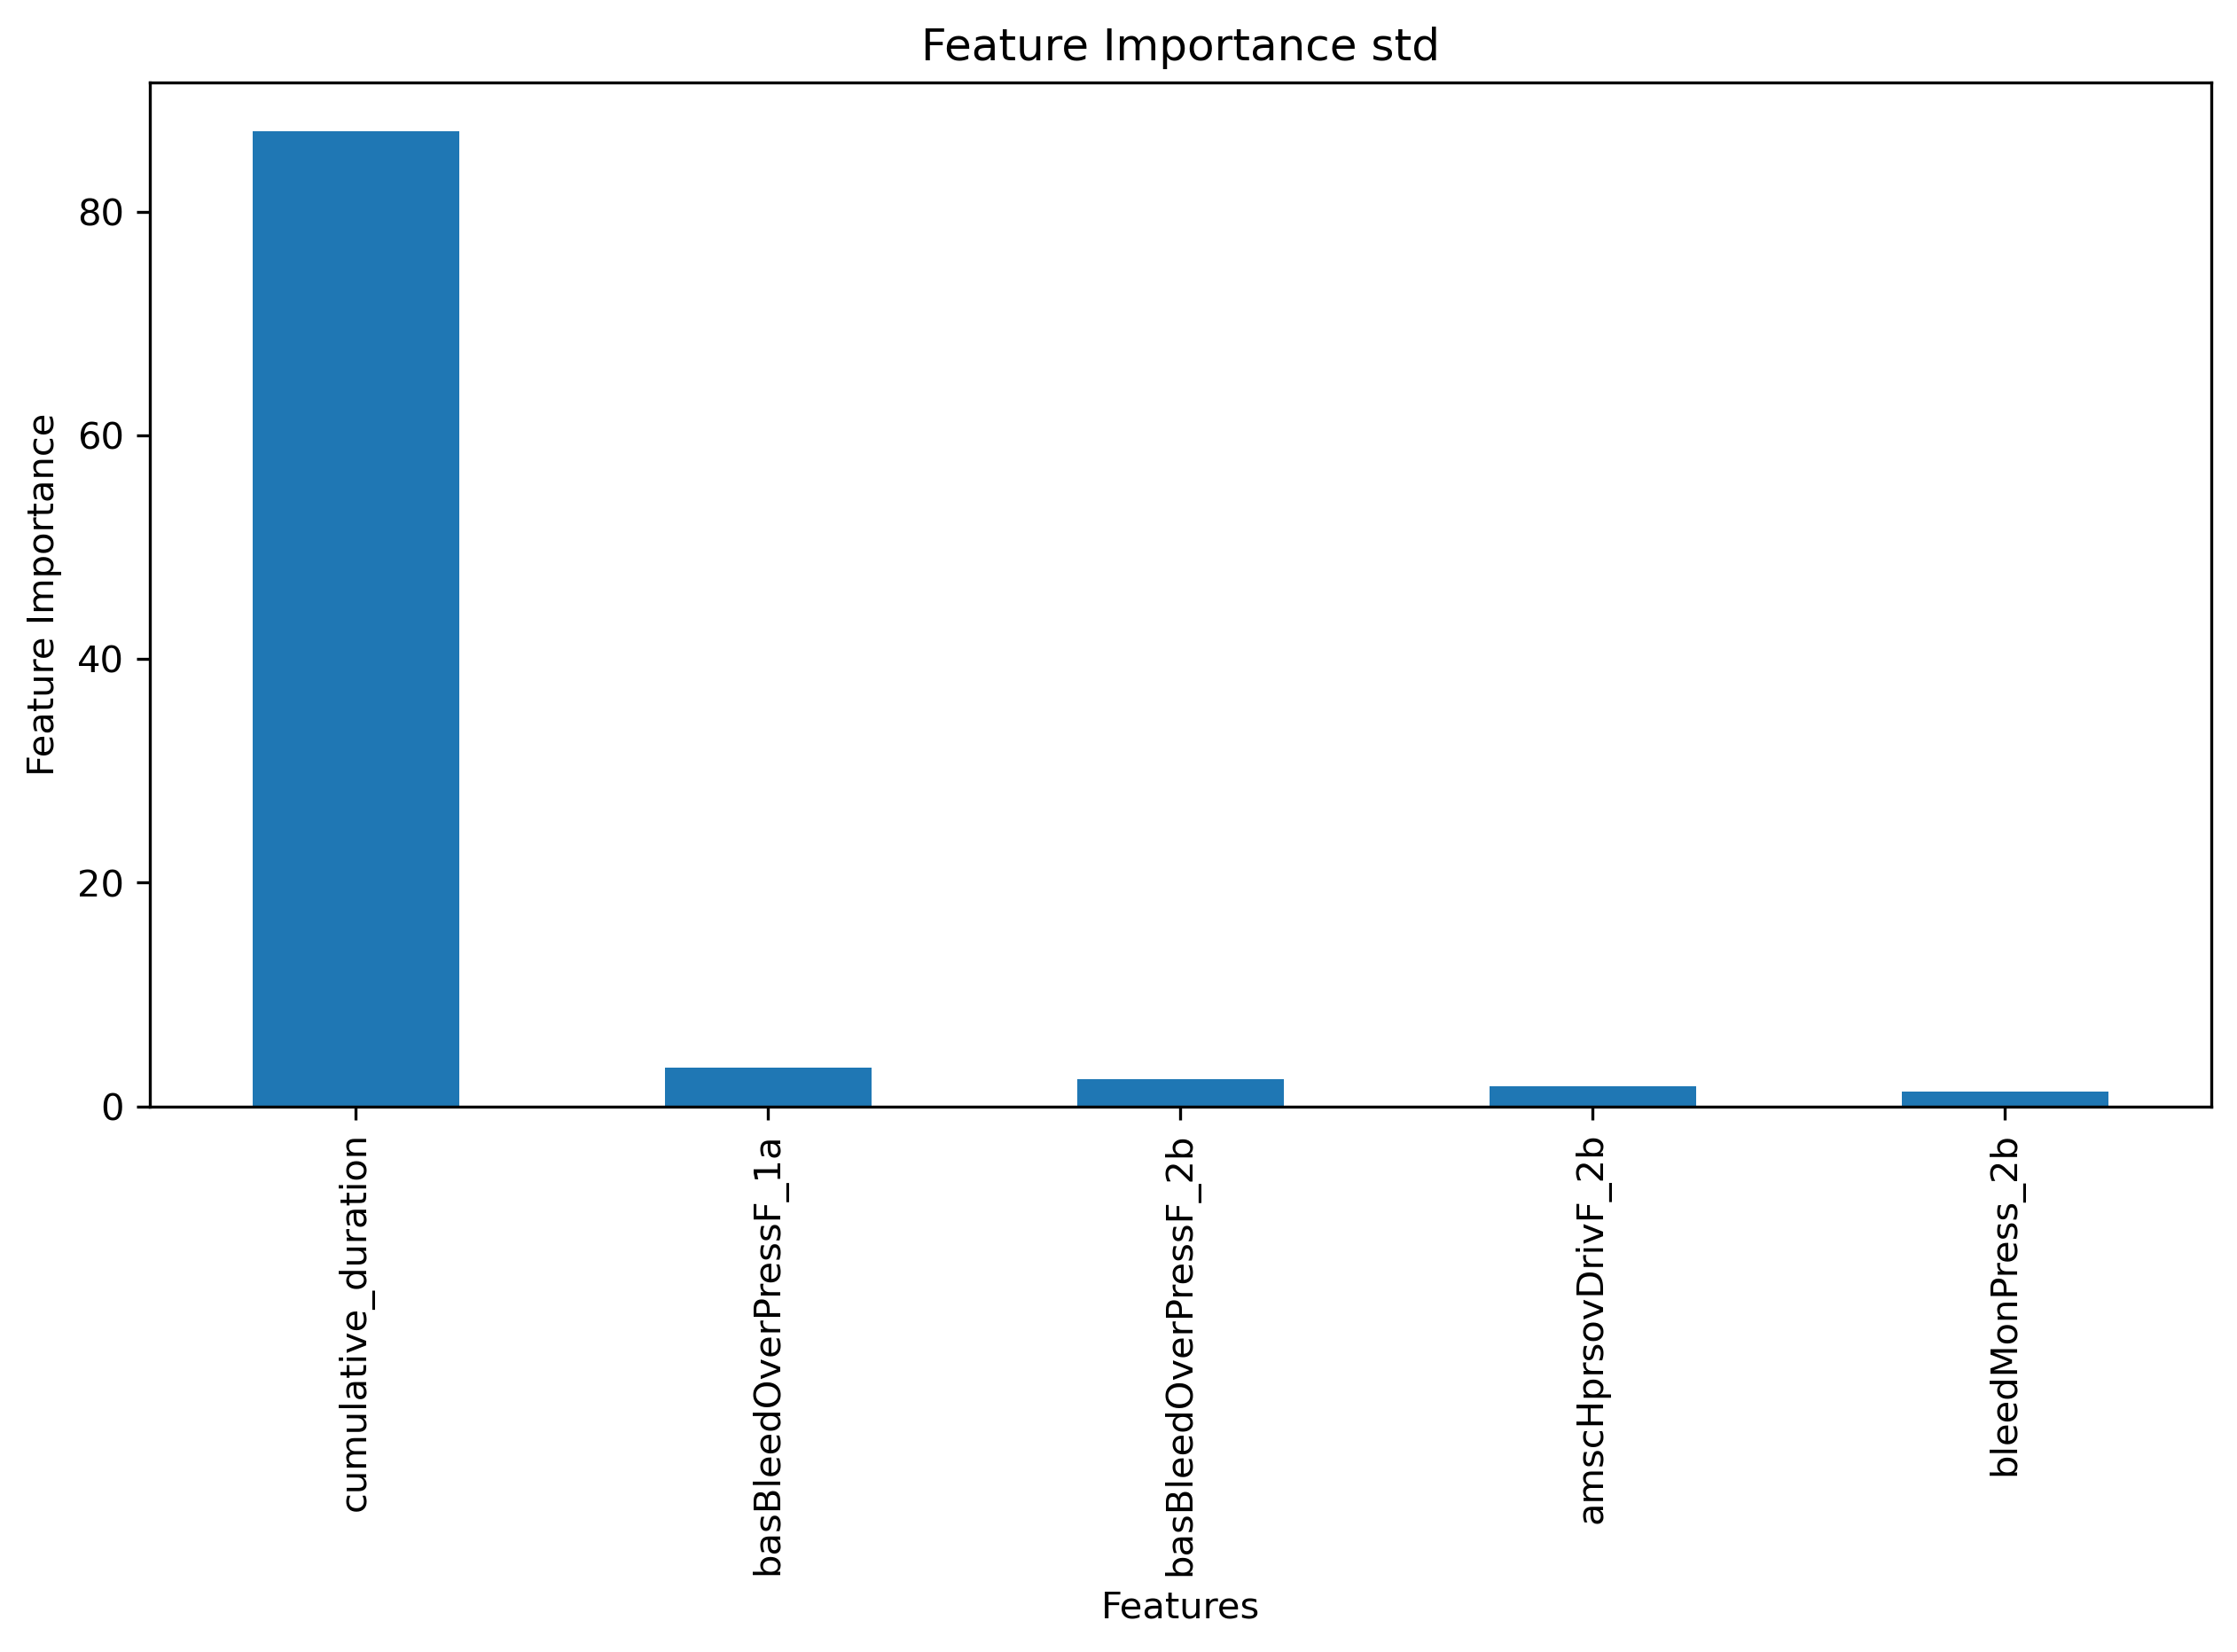 Feature Importance std
Feature Importance
80
60
40
20
0
cumulative_duration
basBleedOverPressF_1a
basBleedOverPressF_2b
amscHprsovDrivF_2b
bleedMonPress_2b
Features